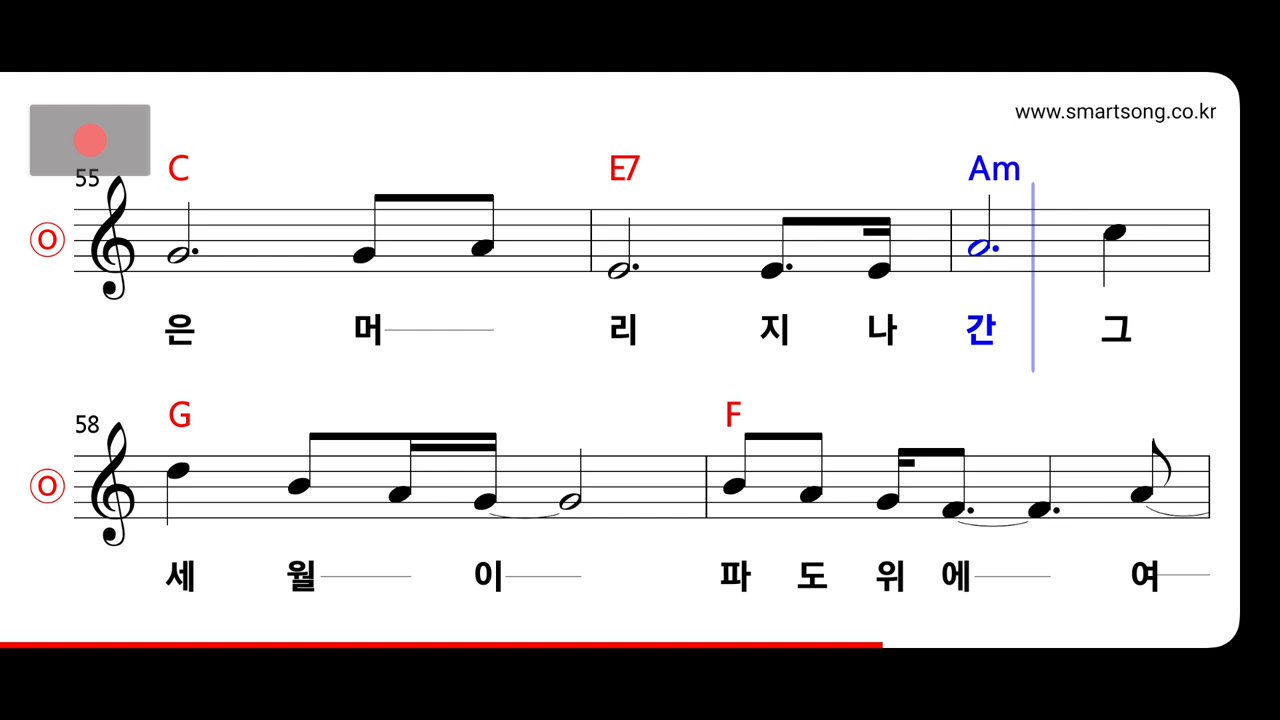 www.smartsong.co.kr
55 C E7 Am
O
은 머 리 지 나 간 그
58 G F
O
세 월 이 파 도 위 에 여